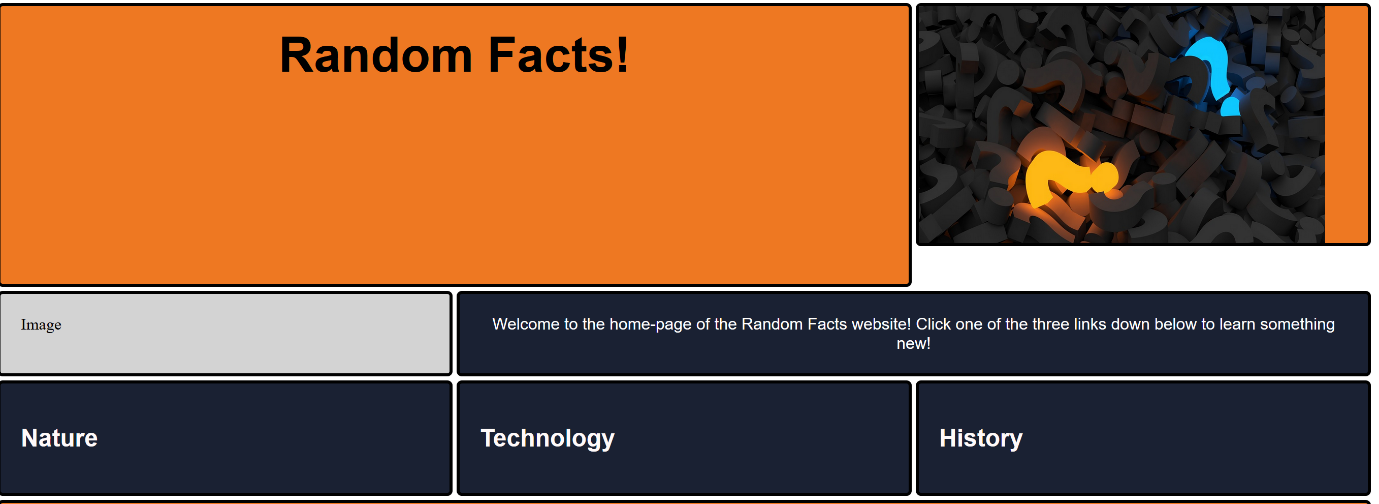 Random Facts!
Image
Welcome to the home-page of the Random Facts website! Click one of the three links down below to learn something
new!
Nature
Technology
History